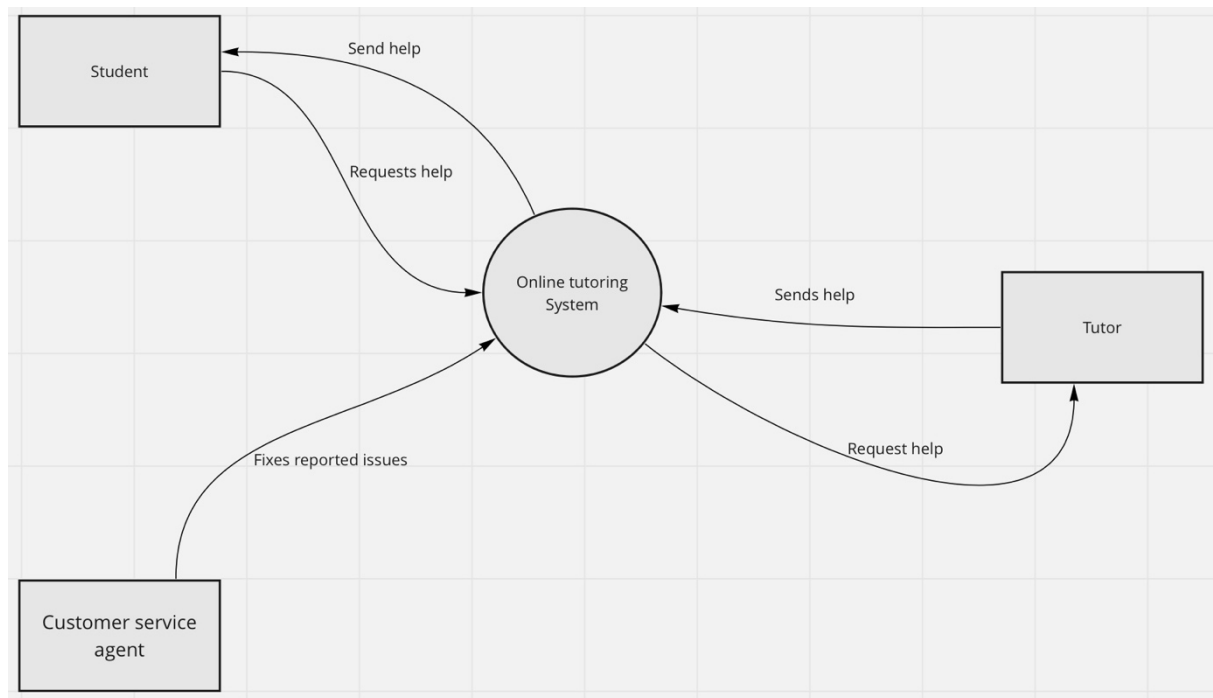 Student
Send help
Requests help
Online tutoring
System
Sends help
Tutor
Request help
Fixes reported issues
Customer service
agent